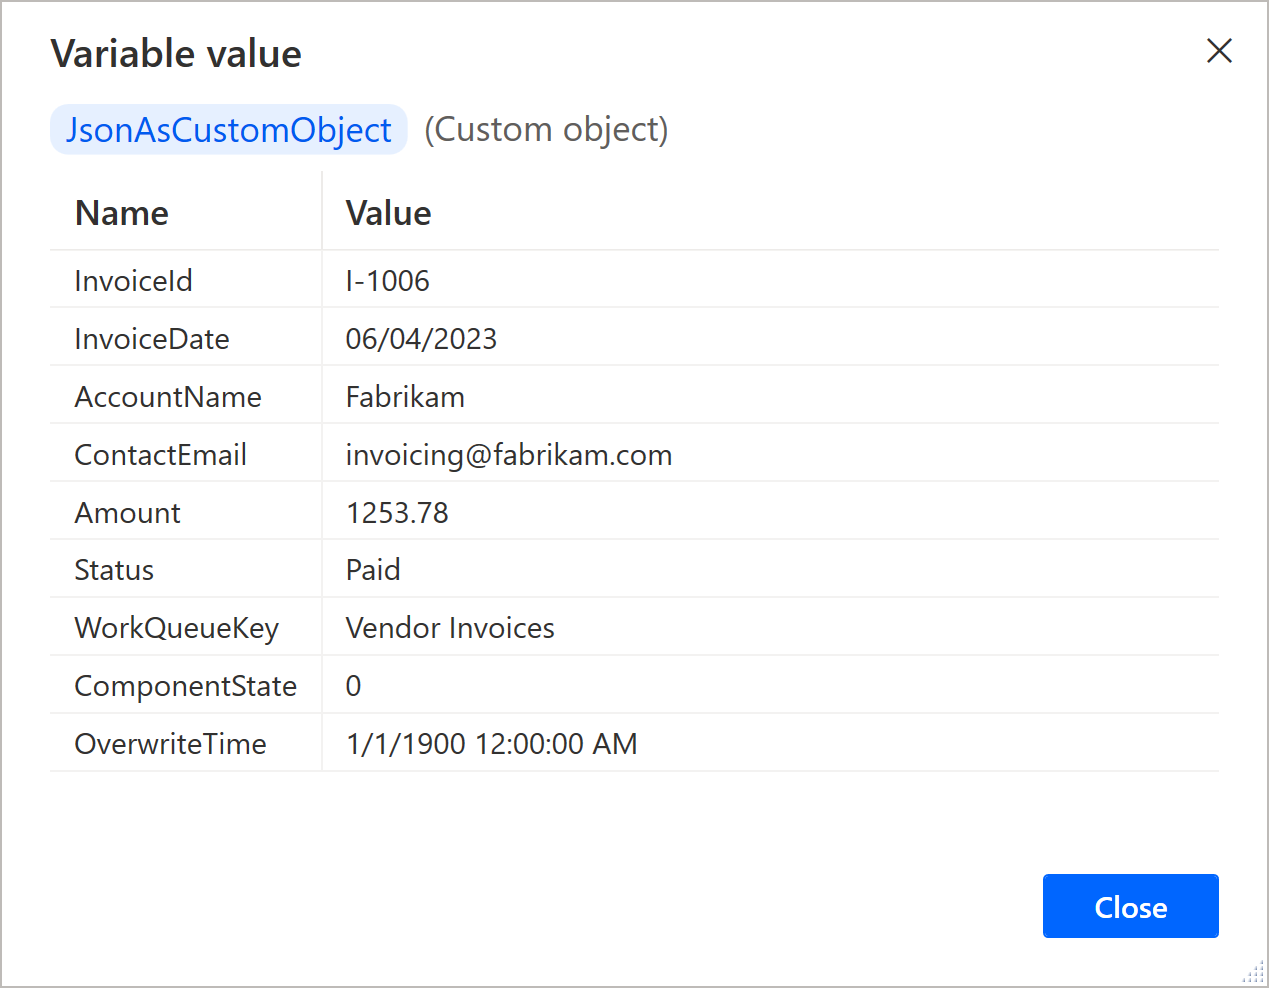 Variable value
JsonAsCustomObject (Custom object)
Name Value
InvoiceId I-1006
InvoiceDate 06/04/2023
AccountName Fabrikam
ContactEmail invoicing@fabrikam.com
Amount 1253.78
Status Paid
WorkQueueKey Vendor Invoices
ComponentState 0
OverwriteTime 1/1/1900 12:00:00 AM
Close